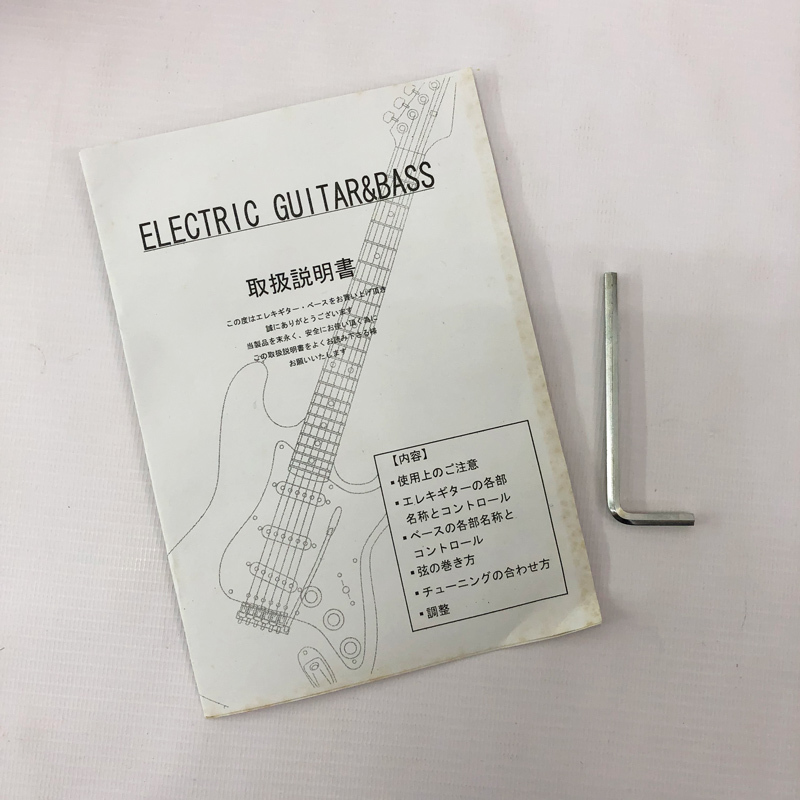 ELECTRIC GUITAR&BASS
取扱説明書
この度はエレキギター・ベースをお買い上げ頂き
誠にありがとうございます
当製品を末永く、安全にお使い頂く為に
この取扱説明書をよくお読み下さる様
お願いいたします
【内容】
▪使用上のご注意
▪エレキギターの各部
名称とコントロール
▪ベースの各部名称と
コントロール
▪弦の巻き方
▪チューニングの合わせ方
▪調整